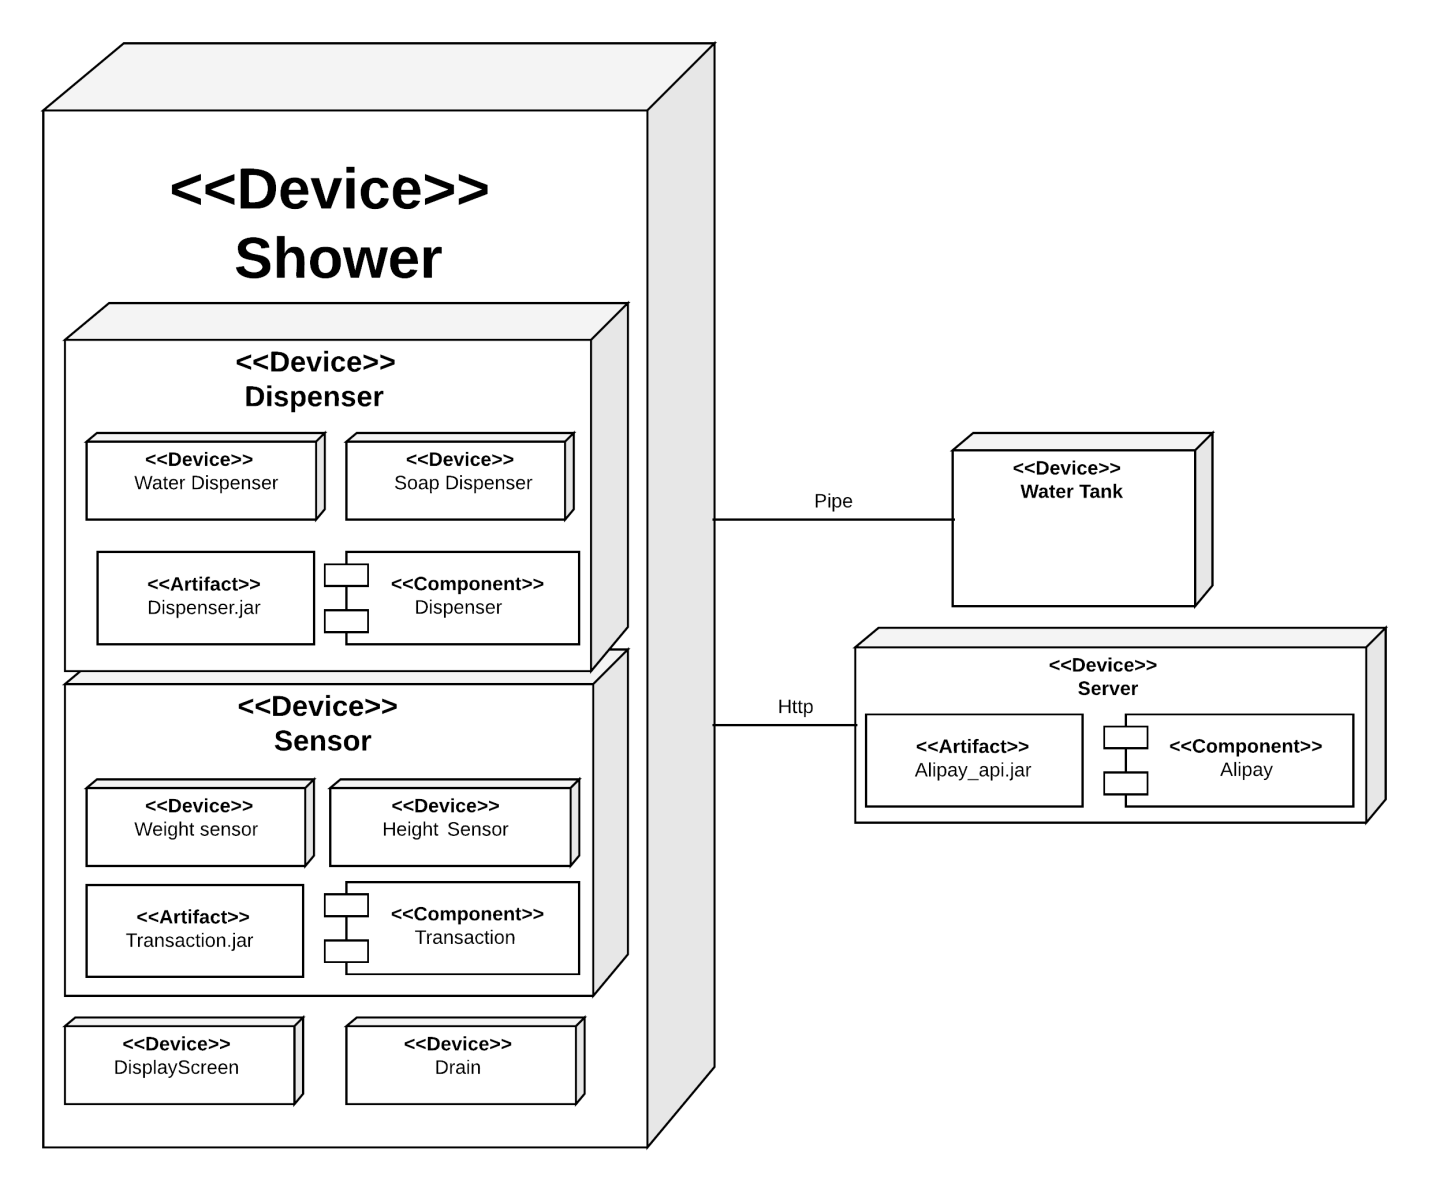 <<Device>>
Shower
<<Device>>
Dispenser
<<Device>>
Water Dispenser
<<Device>>
Soap Dispenser
<<Artifact>>
Dispenser.jar
<<Component>>
Dispenser
<<Device>>
Sensor
<<Device>>
Weight sensor
<<Device>>
Height Sensor
<<Artifact>>
Transaction.jar
<<Component>>
Transaction
<<Device>>
DisplayScreen
<<Device>>
Drain
Pipe
<<Device>>
Water Tank
Http
<<Device>>
Server
<<Artifact>>
Alipay_api.jar
<<Component>>
Alipay